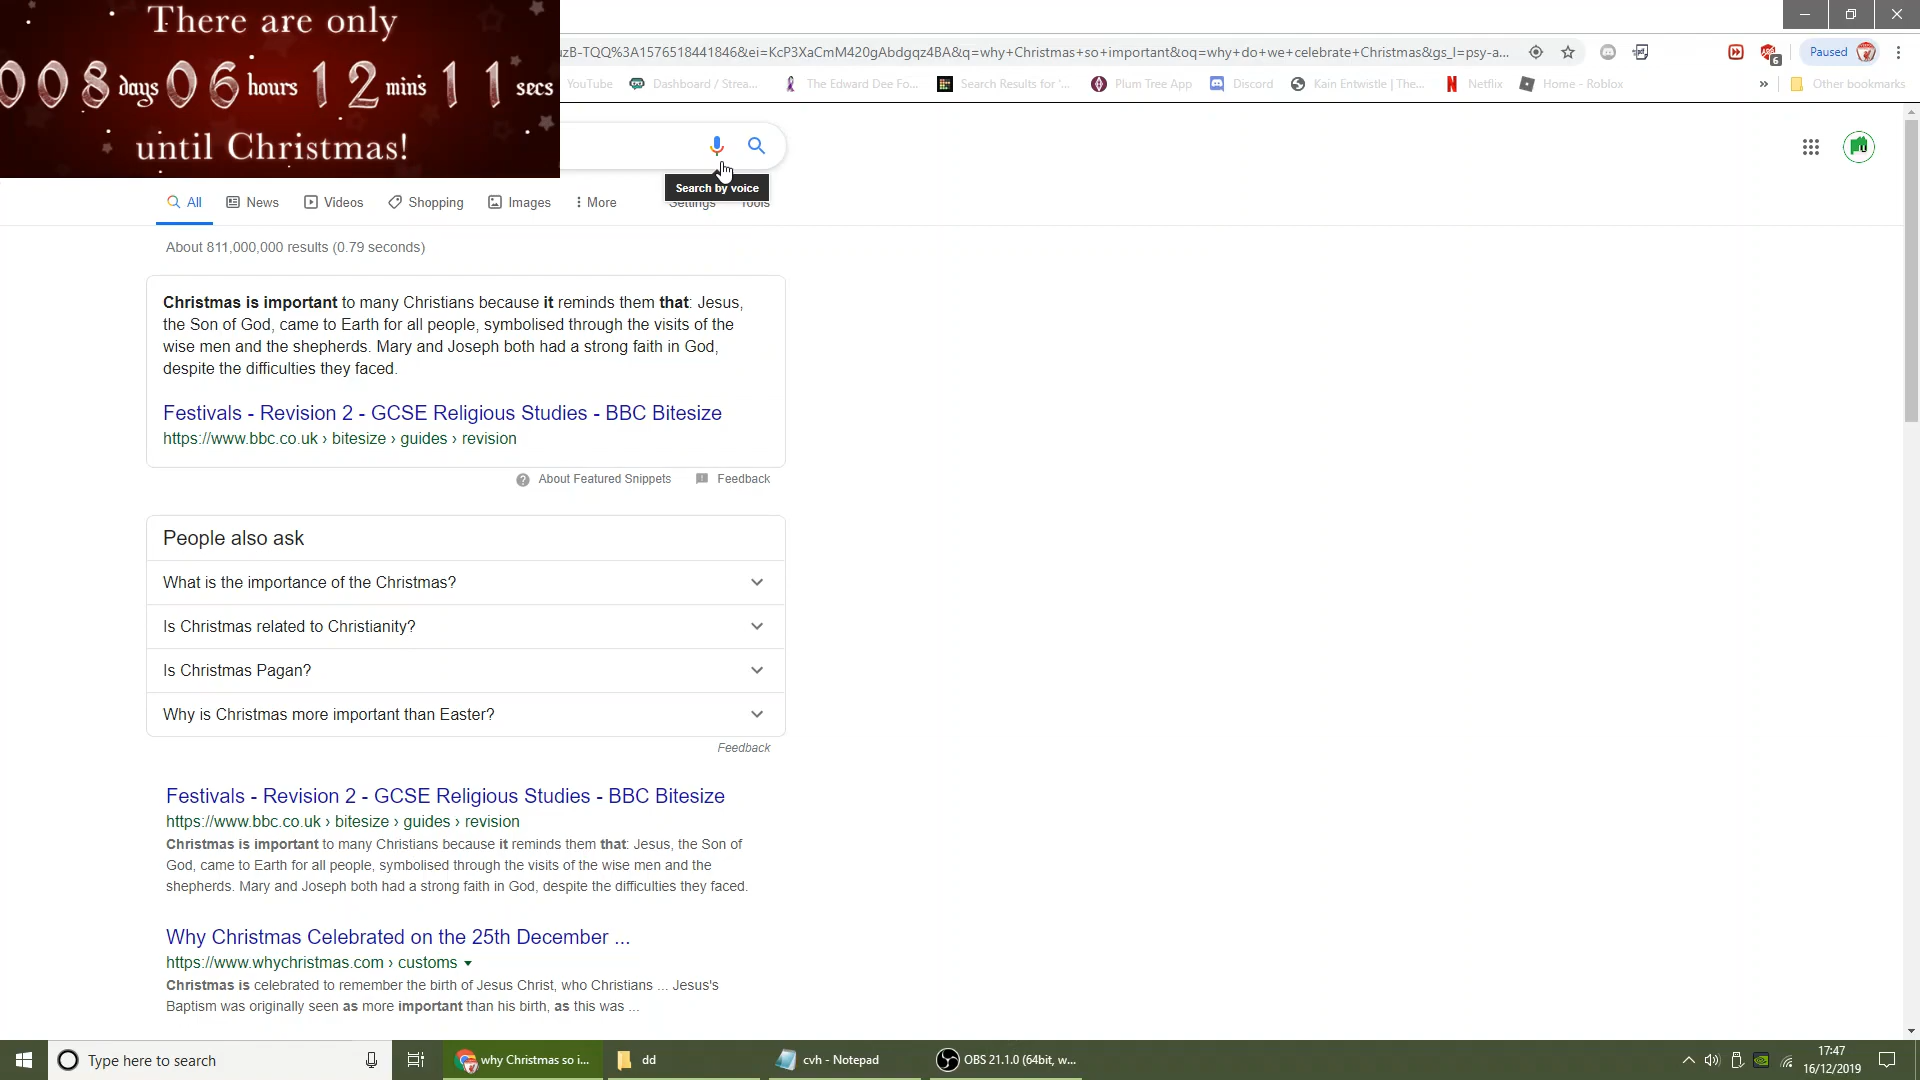 There are only
008 days 06 hours 12 mins 11 secs
until Christmas!
zB-TQQ%3A1576518441846&ei=KcP3XaCmM420gAbdgqz4BA&q=why+Christmas+so+important&oq=why+do+we+celebrate+Christmas&gs_l=psy-a...
6
Paused
YouTube
Dashboard / Strea...
The Edward Dee Fo...
Search Results for '...
Plum Tree App
Discord
Kain Entwistle | The...
Netflix
Home - Roblox
»
Other bookmarks
Search by voice
All
News
Videos
Shopping
Images
More
Settings
Tools
About 811,000,000 results (0.79 seconds)
Christmas is important to many Christians because it reminds them that: Jesus,
the Son of God, came to Earth for all people, symbolised through the visits of the
wise men and the shepherds. Mary and Joseph both had a strong faith in God,
despite the difficulties they faced.
Festivals - Revision 2 - GCSE Religious Studies - BBC Bitesize
https://www.bbc.co.uk › bitesize › guides › revision
About Featured Snippets
Feedback
People also ask
What is the importance of the Christmas?
Is Christmas related to Christianity?
Is Christmas Pagan?
Why is Christmas more important than Easter?
Feedback
Festivals - Revision 2 - GCSE Religious Studies - BBC Bitesize
https://www.bbc.co.uk › bitesize › guides › revision
Christmas is important to many Christians because it reminds them that: Jesus, the Son of
God, came to Earth for all people, symbolised through the visits of the wise men and the
shepherds. Mary and Joseph both had a strong faith in God, despite the difficulties they faced.
Why Christmas Celebrated on the 25th December ...
https://www.whychristmas.com › customs
Christmas is celebrated to remember the birth of Jesus Christ, who Christians ... Jesus's
Baptism was originally seen as more important than his birth, as this was ...
Type here to search
why Christmas so i...
dd
cvh - Notepad
OBS 21.1.0 (64bit, w...
17:47
16/12/2019